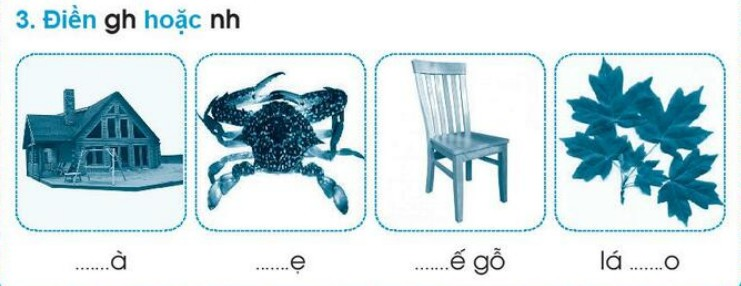 3. Điền gh hoặc nh
.......à
.......ẹ
.......ế gỗ
lá ......o